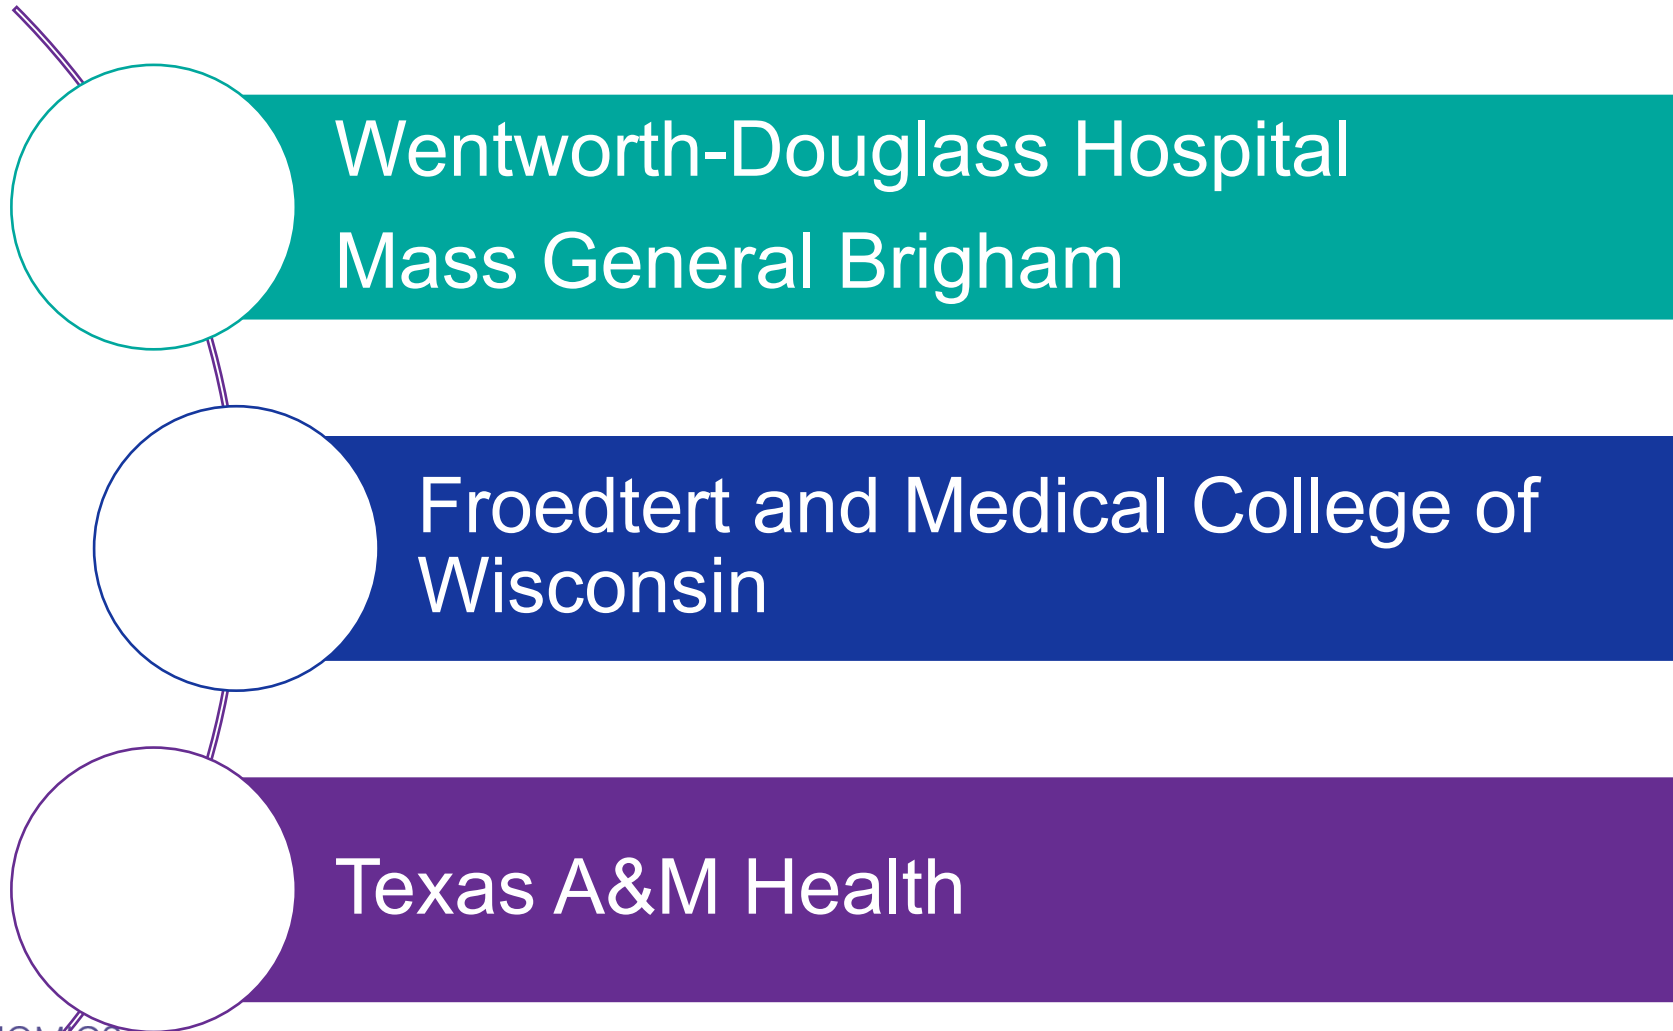 Wentworth-Douglass Hospital
Mass General Brigham
Froedtert and Medical College of
Wisconsin
Texas A&M Health